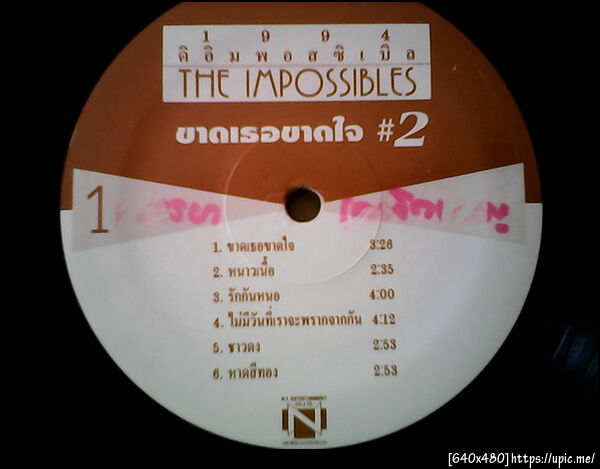 1 9 9 4
ดิ อิ ม พ อ ส ซิ เ บิ ล
THE IMPOSSIBLES
ขาดเธอขาดใจ #2
1
1. ขาดเธอขาดใจ 3:26
2. หนาวเนื้อ 2:35
3. รักกันหนอ 4:00
4. ไม่มีวันที่เราจะพรากจากกัน 4:12
5. ชาวดง 2:53
6. หาดสีทอง 2:53
N.T. ENTERTAINMENT
CO., LTD.
N
[640x480]https://upic.me/